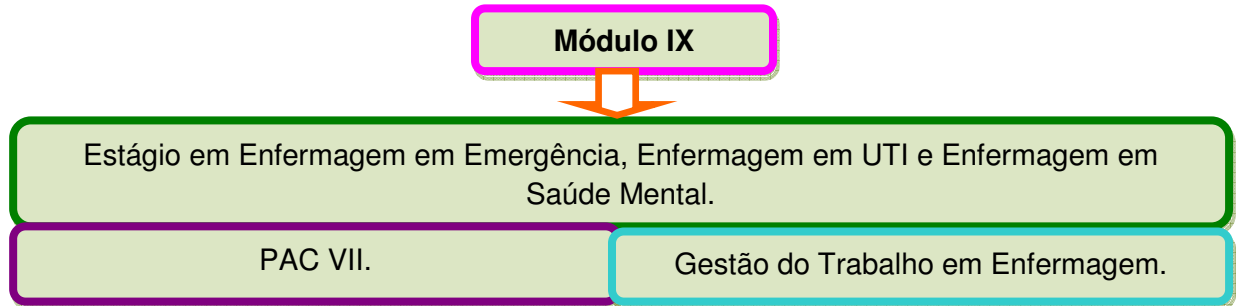 Módulo IX
Estágio em Enfermagem em Emergência, Enfermagem em UTI e Enfermagem em
Saúde Mental.
PAC VII.
Gestão do Trabalho em Enfermagem.